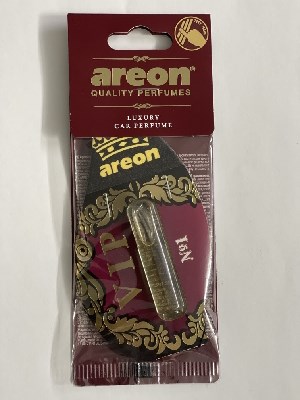 areon®
QUALITY PERFUMES
LUXURY
CAR PERFUME
areon
VIP
No1